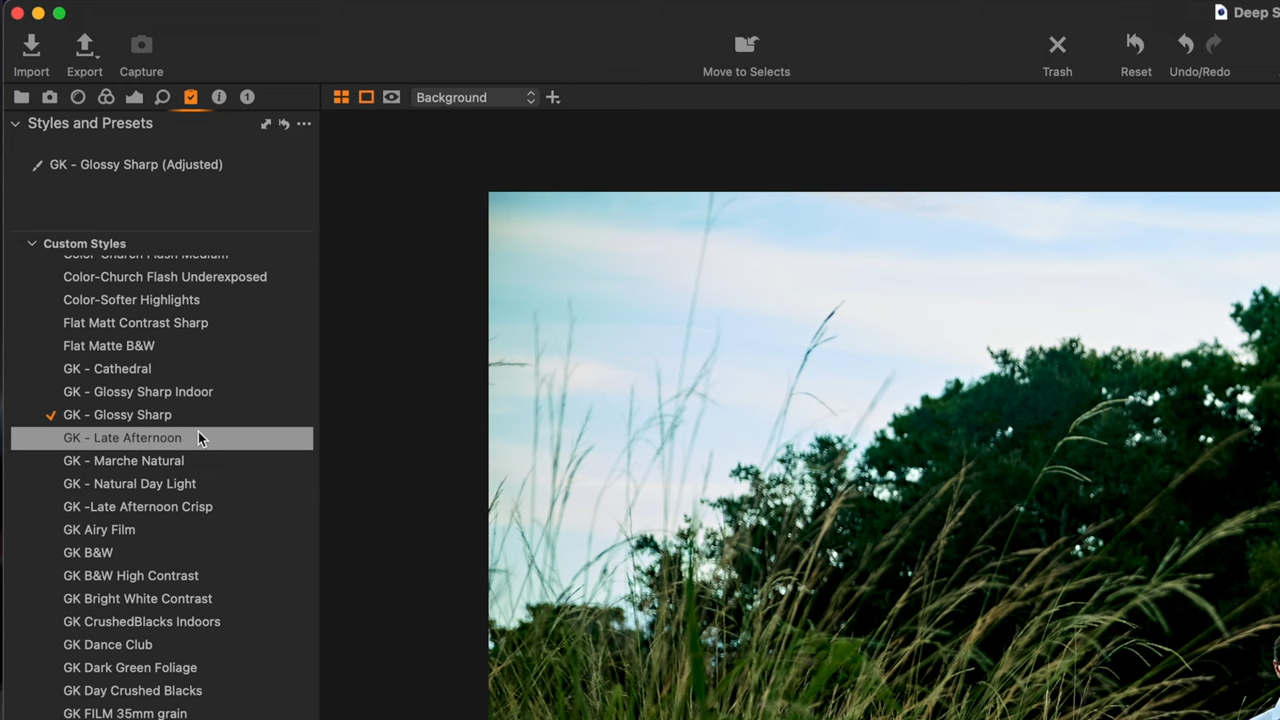 Deep S
Import
Export
Capture
Move to Selects
Trash
Reset
Undo/Redo
Background
Styles and Presets
GK - Glossy Sharp (Adjusted)
Custom Styles
Color-Church Flash Medium
Color-Church Flash Underexposed
Color-Softer Highlights
Flat Matt Contrast Sharp
Flat Matte B&W
GK - Cathedral
GK - Glossy Sharp Indoor
GK - Glossy Sharp
GK - Late Afternoon
GK - Marche Natural
GK - Natural Day Light
GK -Late Afternoon Crisp
GK Airy Film
GK B&W
GK B&W High Contrast
GK Bright White Contrast
GK CrushedBlacks Indoors
GK Dance Club
GK Dark Green Foliage
GK Day Crushed Blacks
GK FILM 35mm grain